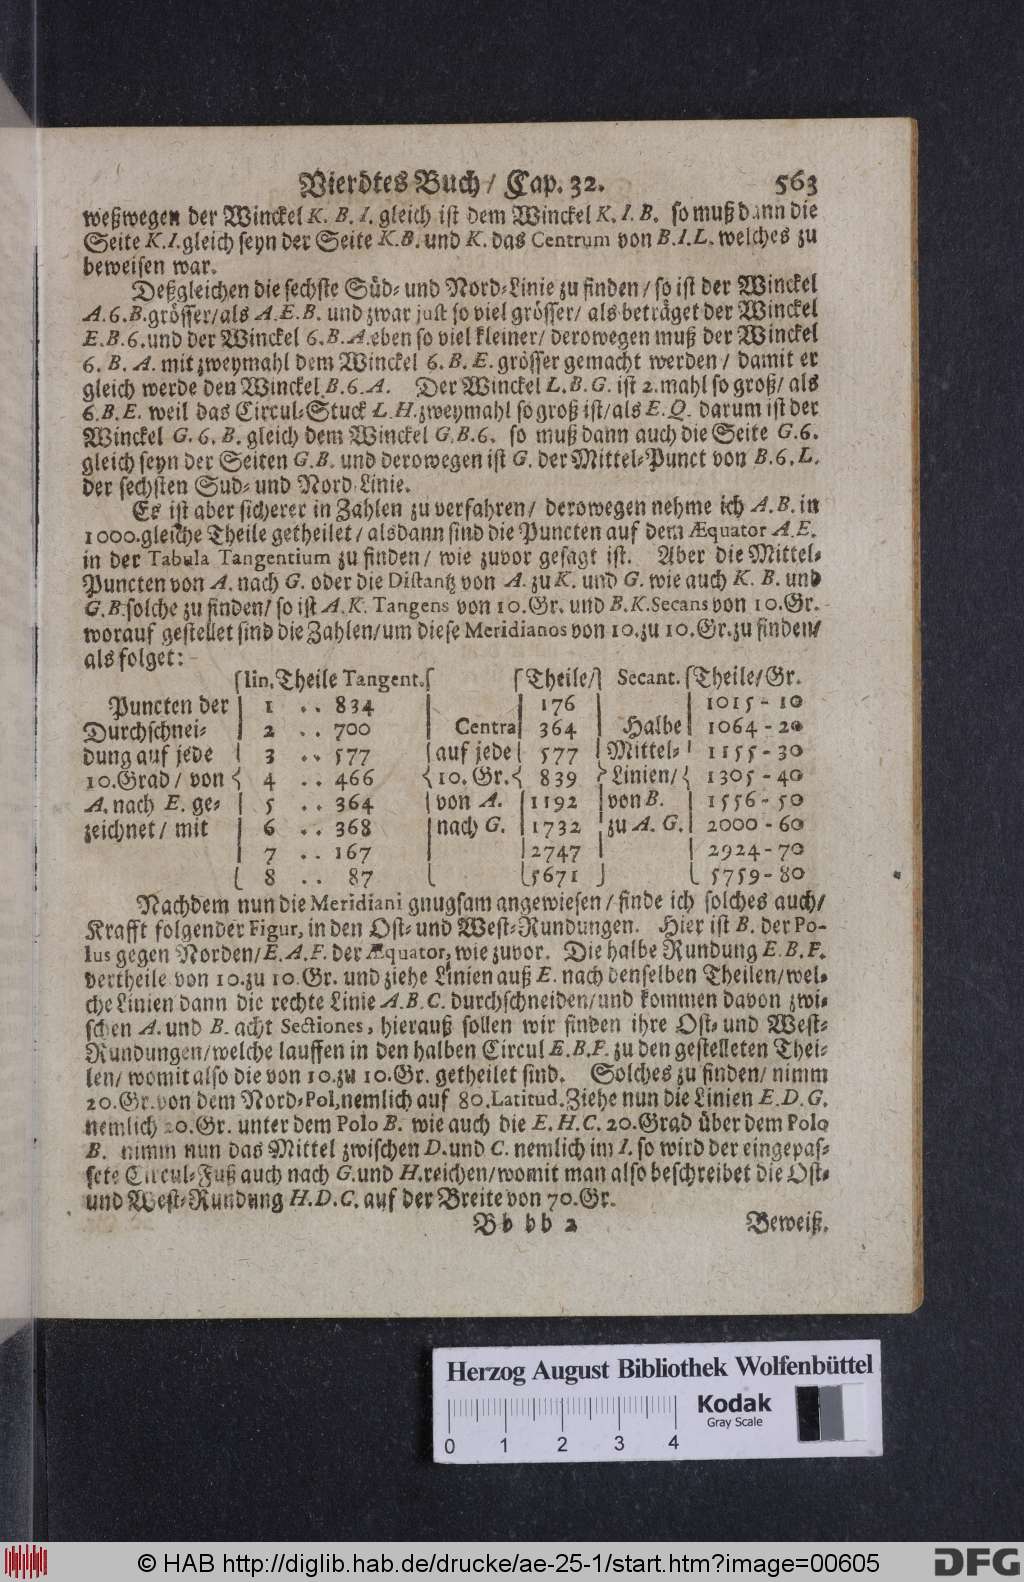 Vierdtes Buch / Cap. 32. 563
weßwegen der Winckel K. B. I. gleich ist dem Winckel K. I. B. so muß dann die
Seite K.I. gleich seyn der Seite K.B. und K. das Centrum von B.I.L. welches zu
beweisen war.
Deßgleichen die sechste Süd- und Nord-Linie zu finden / so ist der Winckel
A.6.B. grösser/ als A.E.B. und zwar just so viel grösser/ als beträget der Winckel
E.B.6. und der Winckel 6.B.A. eben so viel kleiner/ derowegen muß der Winckel
6. B. A. mit zweymahl dem Winckel 6. B. E. grösser gemacht werden / damit er
gleich werde den Winckel B.6.A. Der Winckel L.B.G. ist 2. mahl so groß/ als
6.B.E. weil das Circul-Stuck L.H. zweymahl so groß ist/ als E.Q. darum ist der
Winckel G.6.B. gleich dem Winckel G.B.6. so muß dann auch die Seite G.6.
gleich seyn der Seiten G.B. und derowegen ist G. der Mittel-Punct von B.6.L.
der sechsten Sud- und Nord-Linie.
Es ist aber sicherer in Zahlen zu verfahren / derowegen nehme ich A.B. in
1000. gleiche Theile getheilet / alsdann sind die Puncten auf dem Æquator A.E.
in der Tabula Tangentium zu finden / wie zuvor gesagt ist. Aber die Mittel-
Puncten von A. nach G. oder die Distantz von A. zu K. und G. wie auch K. B. und
G.B. solche zu finden/ so ist A.K. Tangens von 10. Gr. und B.K. Secans von 10. Gr.
worauf gestellet sind die Zahlen/ um diese Meridianos von 10. zu 10. Gr. zu finden/
als folget:
lin. Theile Tangent. Theile/ Secant. Theile/ Gr.
Puncten der 1 .. 834 176 1015 - 10
Durchschnei- 2 .. 700 Centra 364 Halbe 1064 - 20
dung auf jede 3 .. 577 auf jede 577 Mittel- 1155 - 30
10. Grad / von 4 .. 466 10. Gr. 839 Linien/ 1305 - 40
A. nach E. ge- 5 .. 364 von A. 1192 von B. 1556 - 50
zeichnet / mit 6 .. 368 nach G. 1732 zu A. G. 2000 - 60
7 .. 167 2747 2924 - 70
8 .. 87 5671 5759 - 80
Nachdem nun die Meridiani gnugsam angewiesen / finde ich solches auch/
Krafft folgender Figur, in den Ost- und West-Rundungen. Hier ist B. der Po-
lus gegen Norden/ E.A.F. der Æquator, wie zuvor. Die halbe Rundung E.B.F.
vertheile von 10. zu 10. Gr. und ziehe Linien auß E. nach denselben Theilen/ wel-
che Linien dann die rechte Linie A.B.C. durchschneiden/ und kommen davon zwi-
schen A. und B. acht Sectiones, hierauß sollen wir finden ihre Ost- und West-
Rundungen/ welche lauffen in den halben Circul E.B.F. zu den gestelleten Thei-
len/ womit also die von 10. zu 10. Gr. getheilet sind. Solches zu finden/ nimm
20. Gr. von dem Nord-Pol, nemlich auf 80. Latitud. Ziehe nun die Linien E.D.G.
nemlich 20. Gr. unter dem Polo B. wie auch die E.H.C. 20. Grad über dem Polo
B. nimm nun das Mittel zwischen D. und C. nemlich im I. so wird der eingepas-
sete Circul-Fuß auch nach G. und H. reichen/ womit man also beschreibet die Ost-
und West-Rundung H.D.C. auf der Breite von 70. Gr.
Bb bb 2 Beweiß.
Herzog August Bibliothek Wolfenbüttel
Kodak
Gray Scale
0 1 2 3 4
© HAB http://diglib.hab.de/drucke/ae-25-1/start.htm?image=00605
DFG